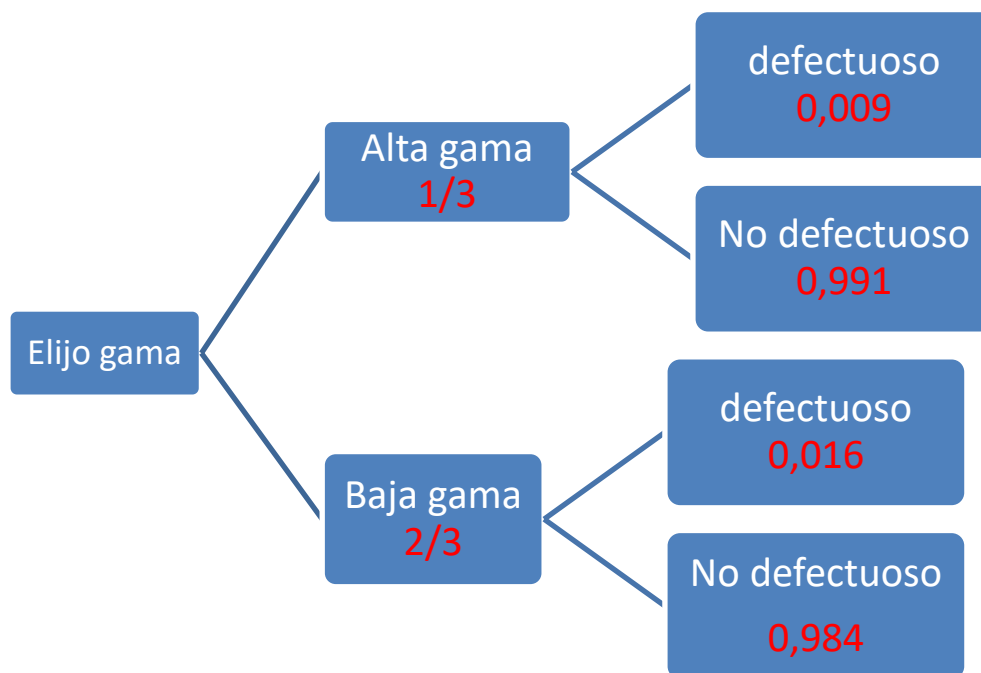 Elijo gama
Alta gama
1/3
defectuoso
0,009
No defectuoso
0,991
Baja gama
2/3
defectuoso
0,016
No defectuoso
0,984